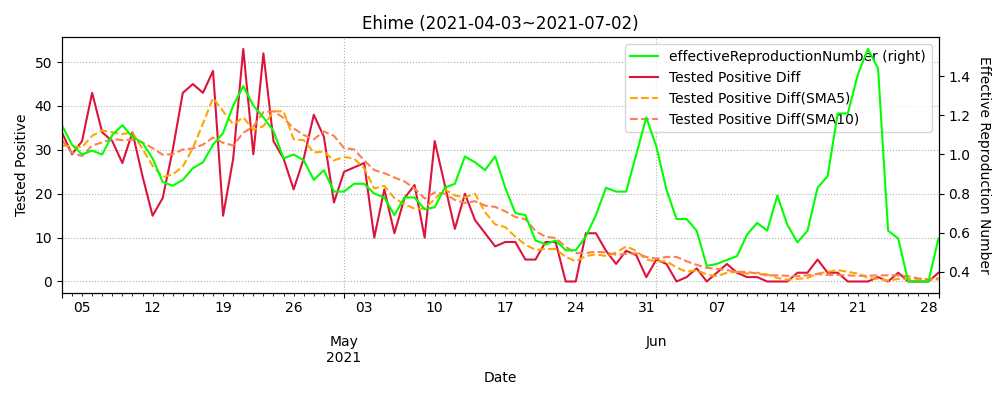 Ehime (2021-04-03~2021-07-02)
effectiveReproductionNumber (right)
Tested Positive Diff
Tested Positive Diff(SMA5)
Tested Positive Diff(SMA10)
Tested Positive
50
40
30
20
10
0
Effective Reproduction Number
1.4
1.2
1.0
0.8
0.6
0.4
05 12 19 26 03 10 17 24 31 07 14 21 28
May Jun
2021
Date